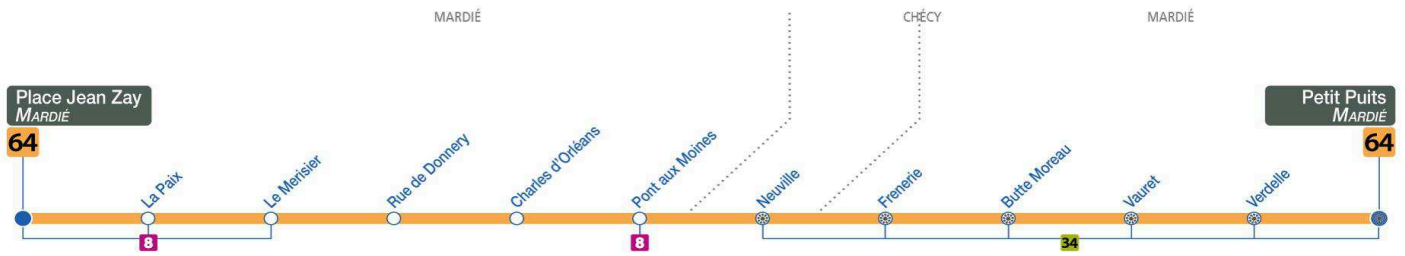 MARDIÉ
CHÉCY
MARDIÉ
Place Jean Zay
MARDIÉ
64
Petit Puits
MARDIÉ
64
La Paix
Le Merisier
Rue de Donnery
Charles d'Orléans
Pont aux Moines
Neuville
Frenerie
Butte Moreau
Vauret
Verdelle
8
8
34